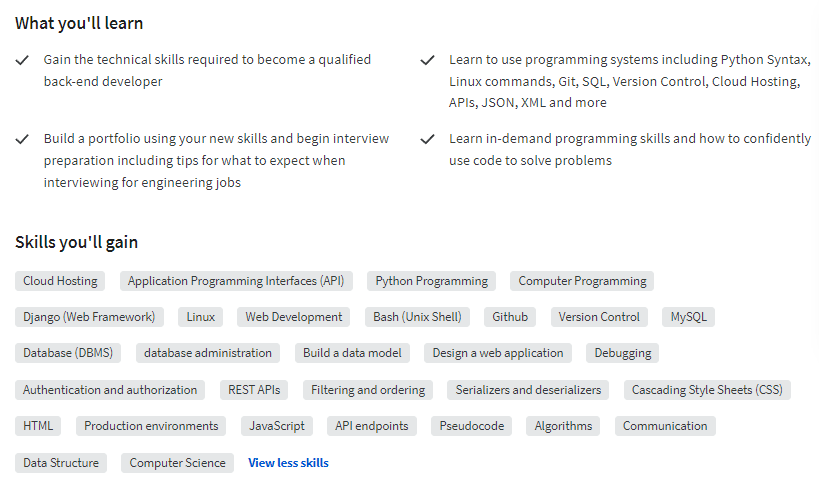 What you'll learn
Gain the technical skills required to become a qualified
back-end developer
Learn to use programming systems including Python Syntax,
Linux commands, Git, SQL, Version Control, Cloud Hosting,
APIs, JSON, XML and more
Build a portfolio using your new skills and begin interview
preparation including tips for what to expect when
interviewing for engineering jobs
Learn in-demand programming skills and how to confidently
use code to solve problems
Skills you'll gain
Cloud Hosting Application Programming Interfaces (API) Python Programming Computer Programming
Django (Web Framework) Linux Web Development Bash (Unix Shell) Github Version Control MySQL
Database (DBMS) database administration Build a data model Design a web application Debugging
Authentication and authorization REST APIs Filtering and ordering Serializers and deserializers Cascading Style Sheets (CSS)
HTML Production environments JavaScript API endpoints Pseudocode Algorithms Communication
Data Structure Computer Science View less skills